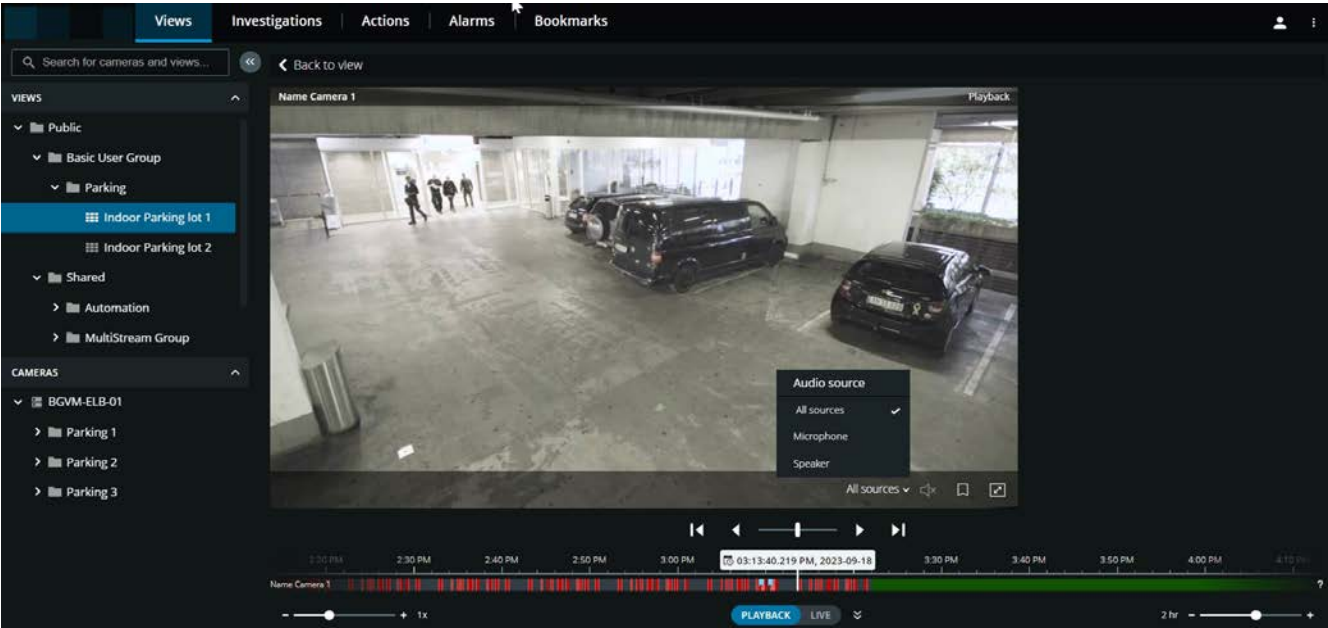 Views Investigations Actions Alarms Bookmarks
Search for cameras and views...
Back to view
VIEWS
Name Camera 1 Playback
Public
Basic User Group
Parking
Indoor Parking lot 1
Indoor Parking lot 2
Shared
Automation
MultiStream Group
CAMERAS
BGVM-ELB-01
Parking 1
Parking 2
Parking 3
Audio source
All sources
Microphone
Speaker
All sources
2:30 PM 2:40 PM 2:50 PM 3:00 PM 03:13:40.219 PM, 2023-09-18 3:30 PM 3:40 PM 3:50 PM 4:00 PM 4:10 PM
Name Camera 1 ?
1x PLAYBACK LIVE 2 hr